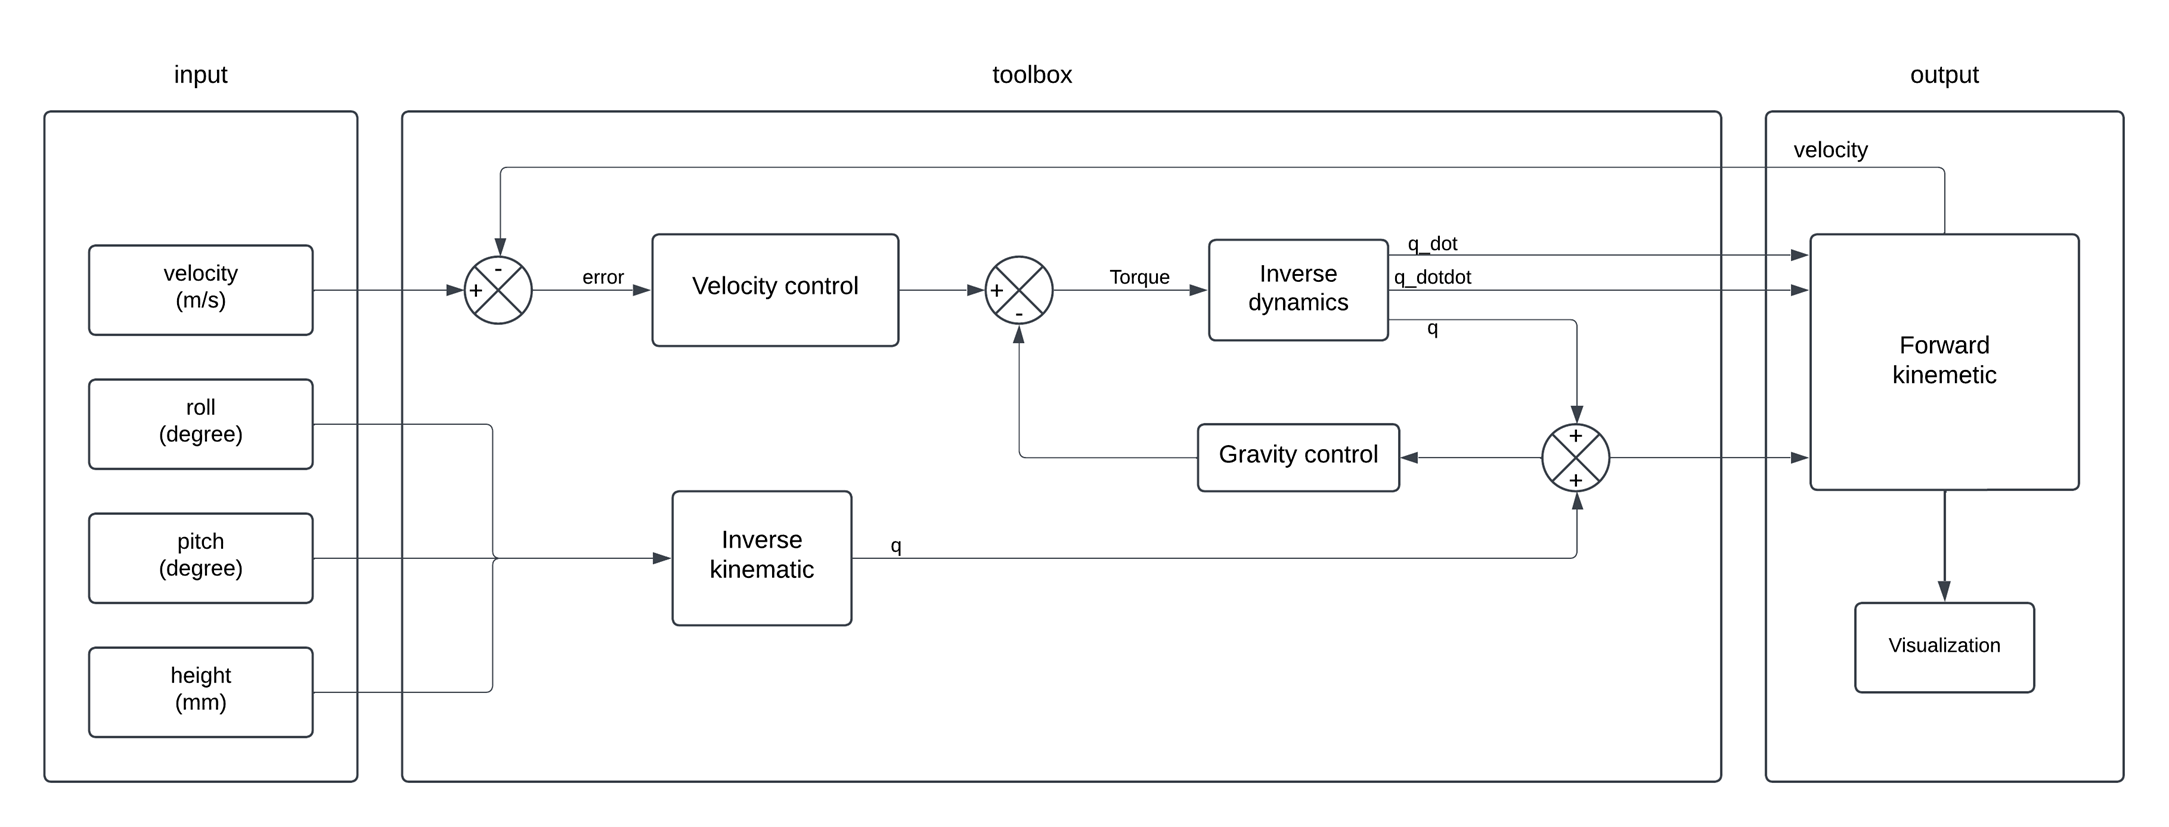 input
toolbox
output
velocity
velocity
(m/s)
-
+
error
Velocity control
+
-
Torque
Inverse
dynamics
q_dot
q_dotdot
q
Forward
kinemetic
roll
(degree)
Gravity control
+
+
pitch
(degree)
Inverse
kinematic
q
height
(mm)
Visualization